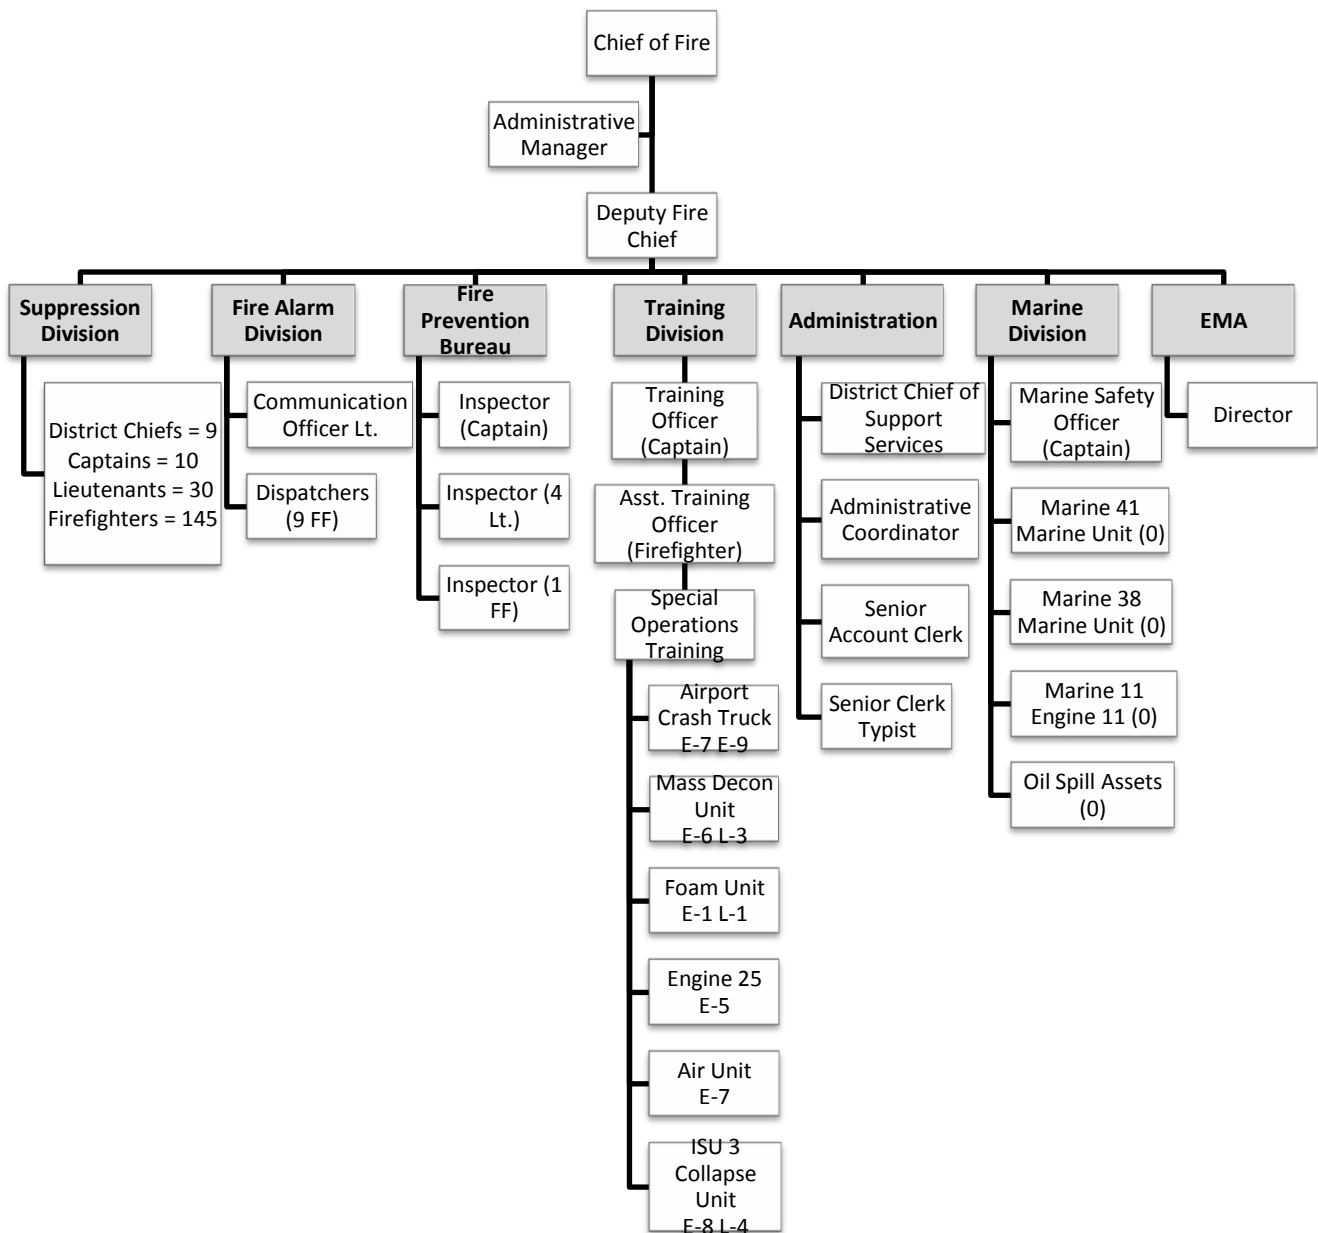 Chief of Fire
Administrative
Manager
Deputy Fire
Chief
Suppression
Division
District Chiefs = 9
Captains = 10
Lieutenants = 30
Firefighters = 145
Fire Alarm
Division
Communication
Officer Lt.
Dispatchers
(9 FF)
Fire
Prevention
Bureau
Inspector
(Captain)
Inspector (4
Lt.)
Inspector (1
FF)
Training
Division
Training
Officer
(Captain)
Asst. Training
Officer
(Firefighter)
Special
Operations
Training
Airport
Crash Truck
E-7 E-9
Mass Decon
Unit
E-6 L-3
Foam Unit
E-1 L-1
Engine 25
E-5
Air Unit
E-7
ISU 3
Collapse
Unit
E-8 L-4
Administration
District Chief of
Support
Services
Administrative
Coordinator
Senior
Account Clerk
Senior Clerk
Typist
Marine
Division
Marine Safety
Officer
(Captain)
Marine 41
Marine Unit (0)
Marine 38
Marine Unit (0)
Marine 11
Engine 11 (0)
Oil Spill Assets
(0)
EMA
Director